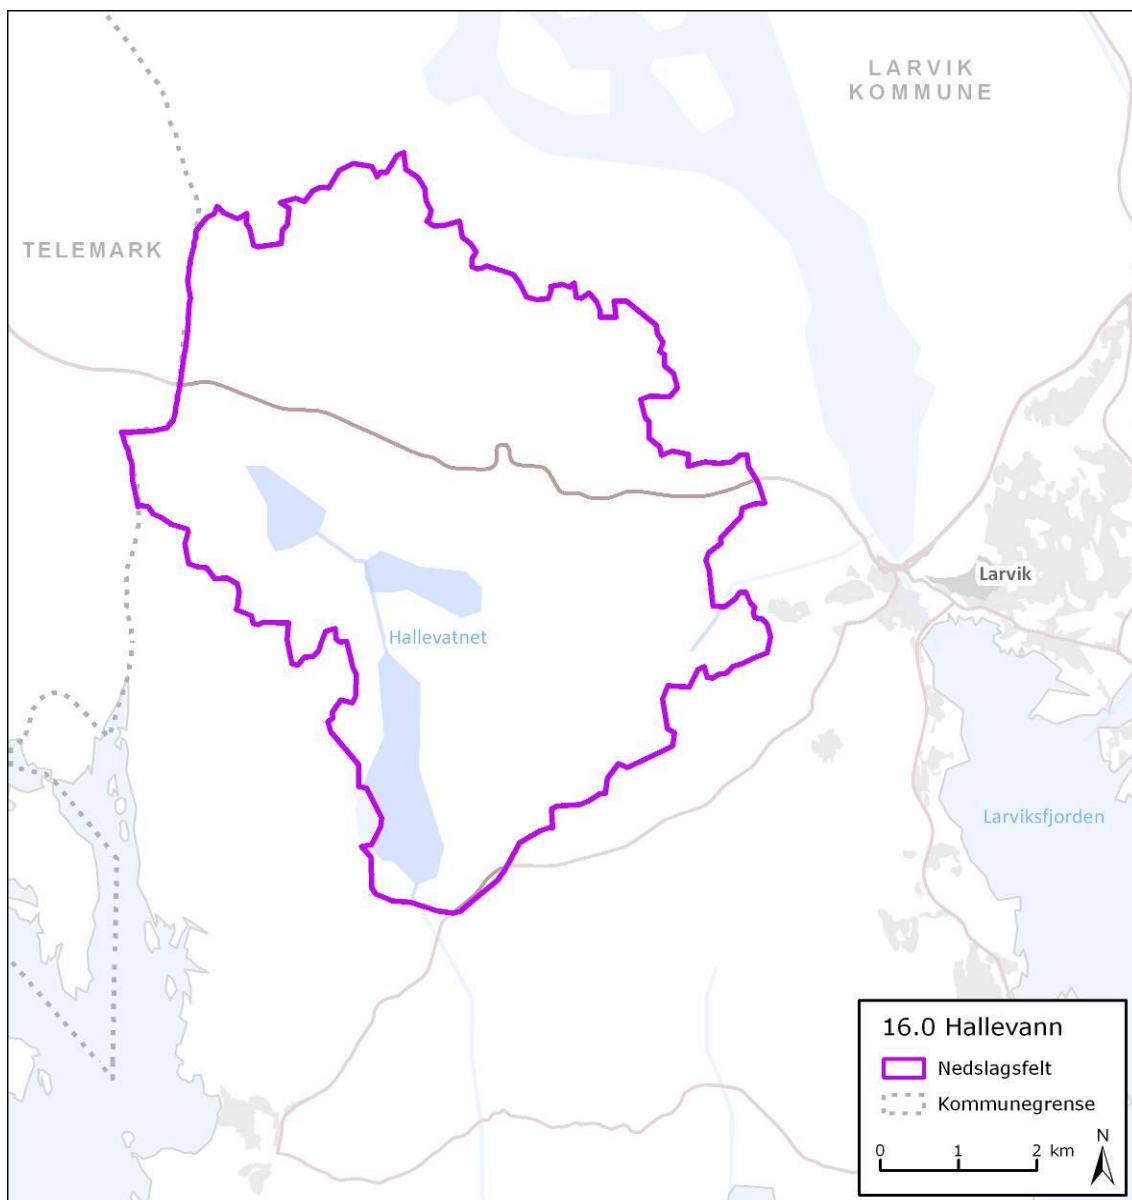 LARVIK
KOMMUNE
TELEMARK
Larvik
Hallevatnet
Larviksfjorden
16.0 Hallevann
Nedslagsfelt
Kommunegrense
0 1 2 km
N